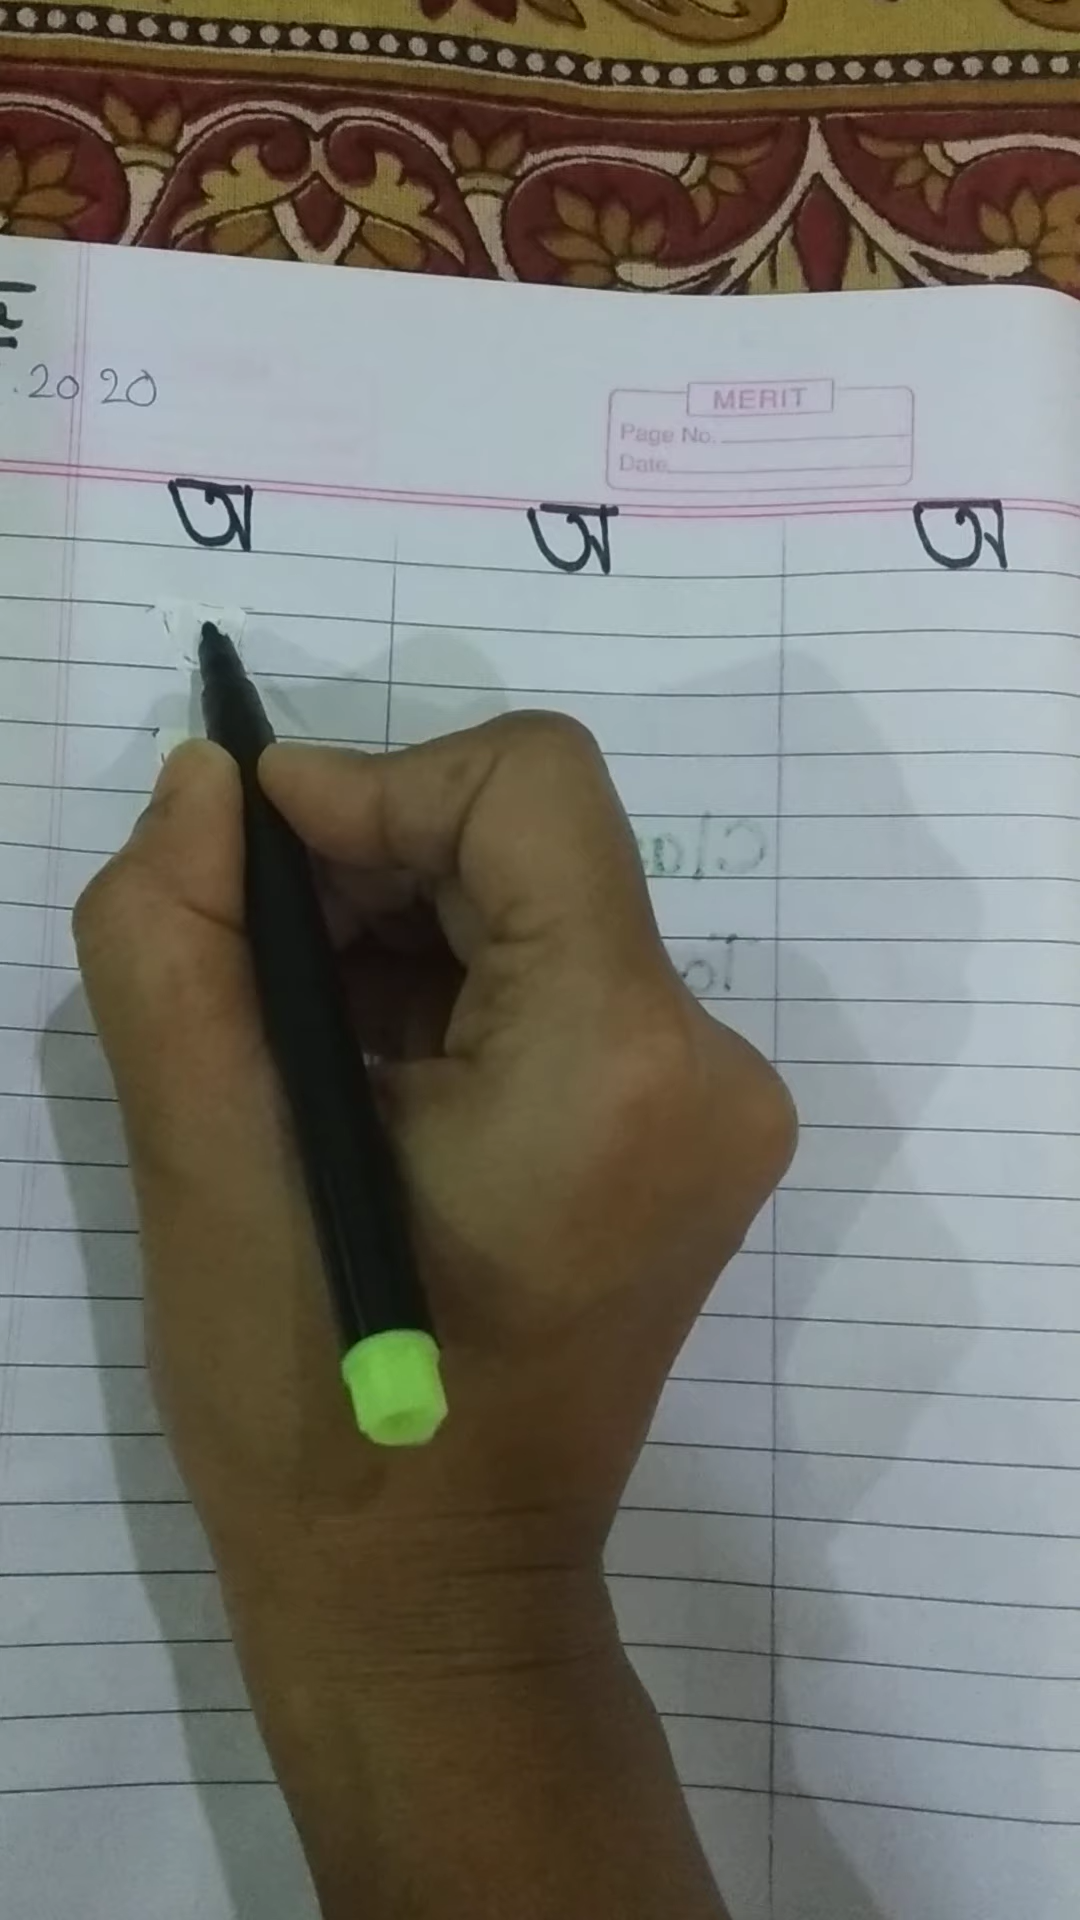 .2020
MERIT
Page No.
Date
অ অ অ